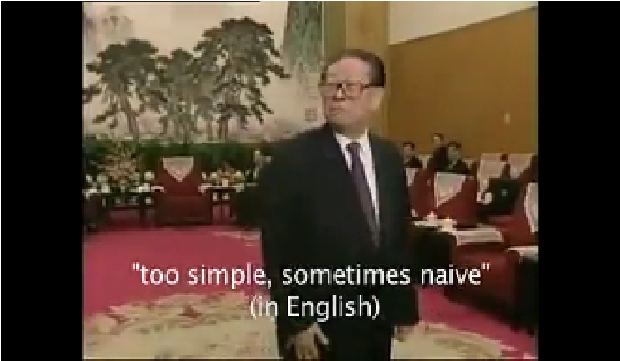 "too simple, sometimes naive"
(in English)